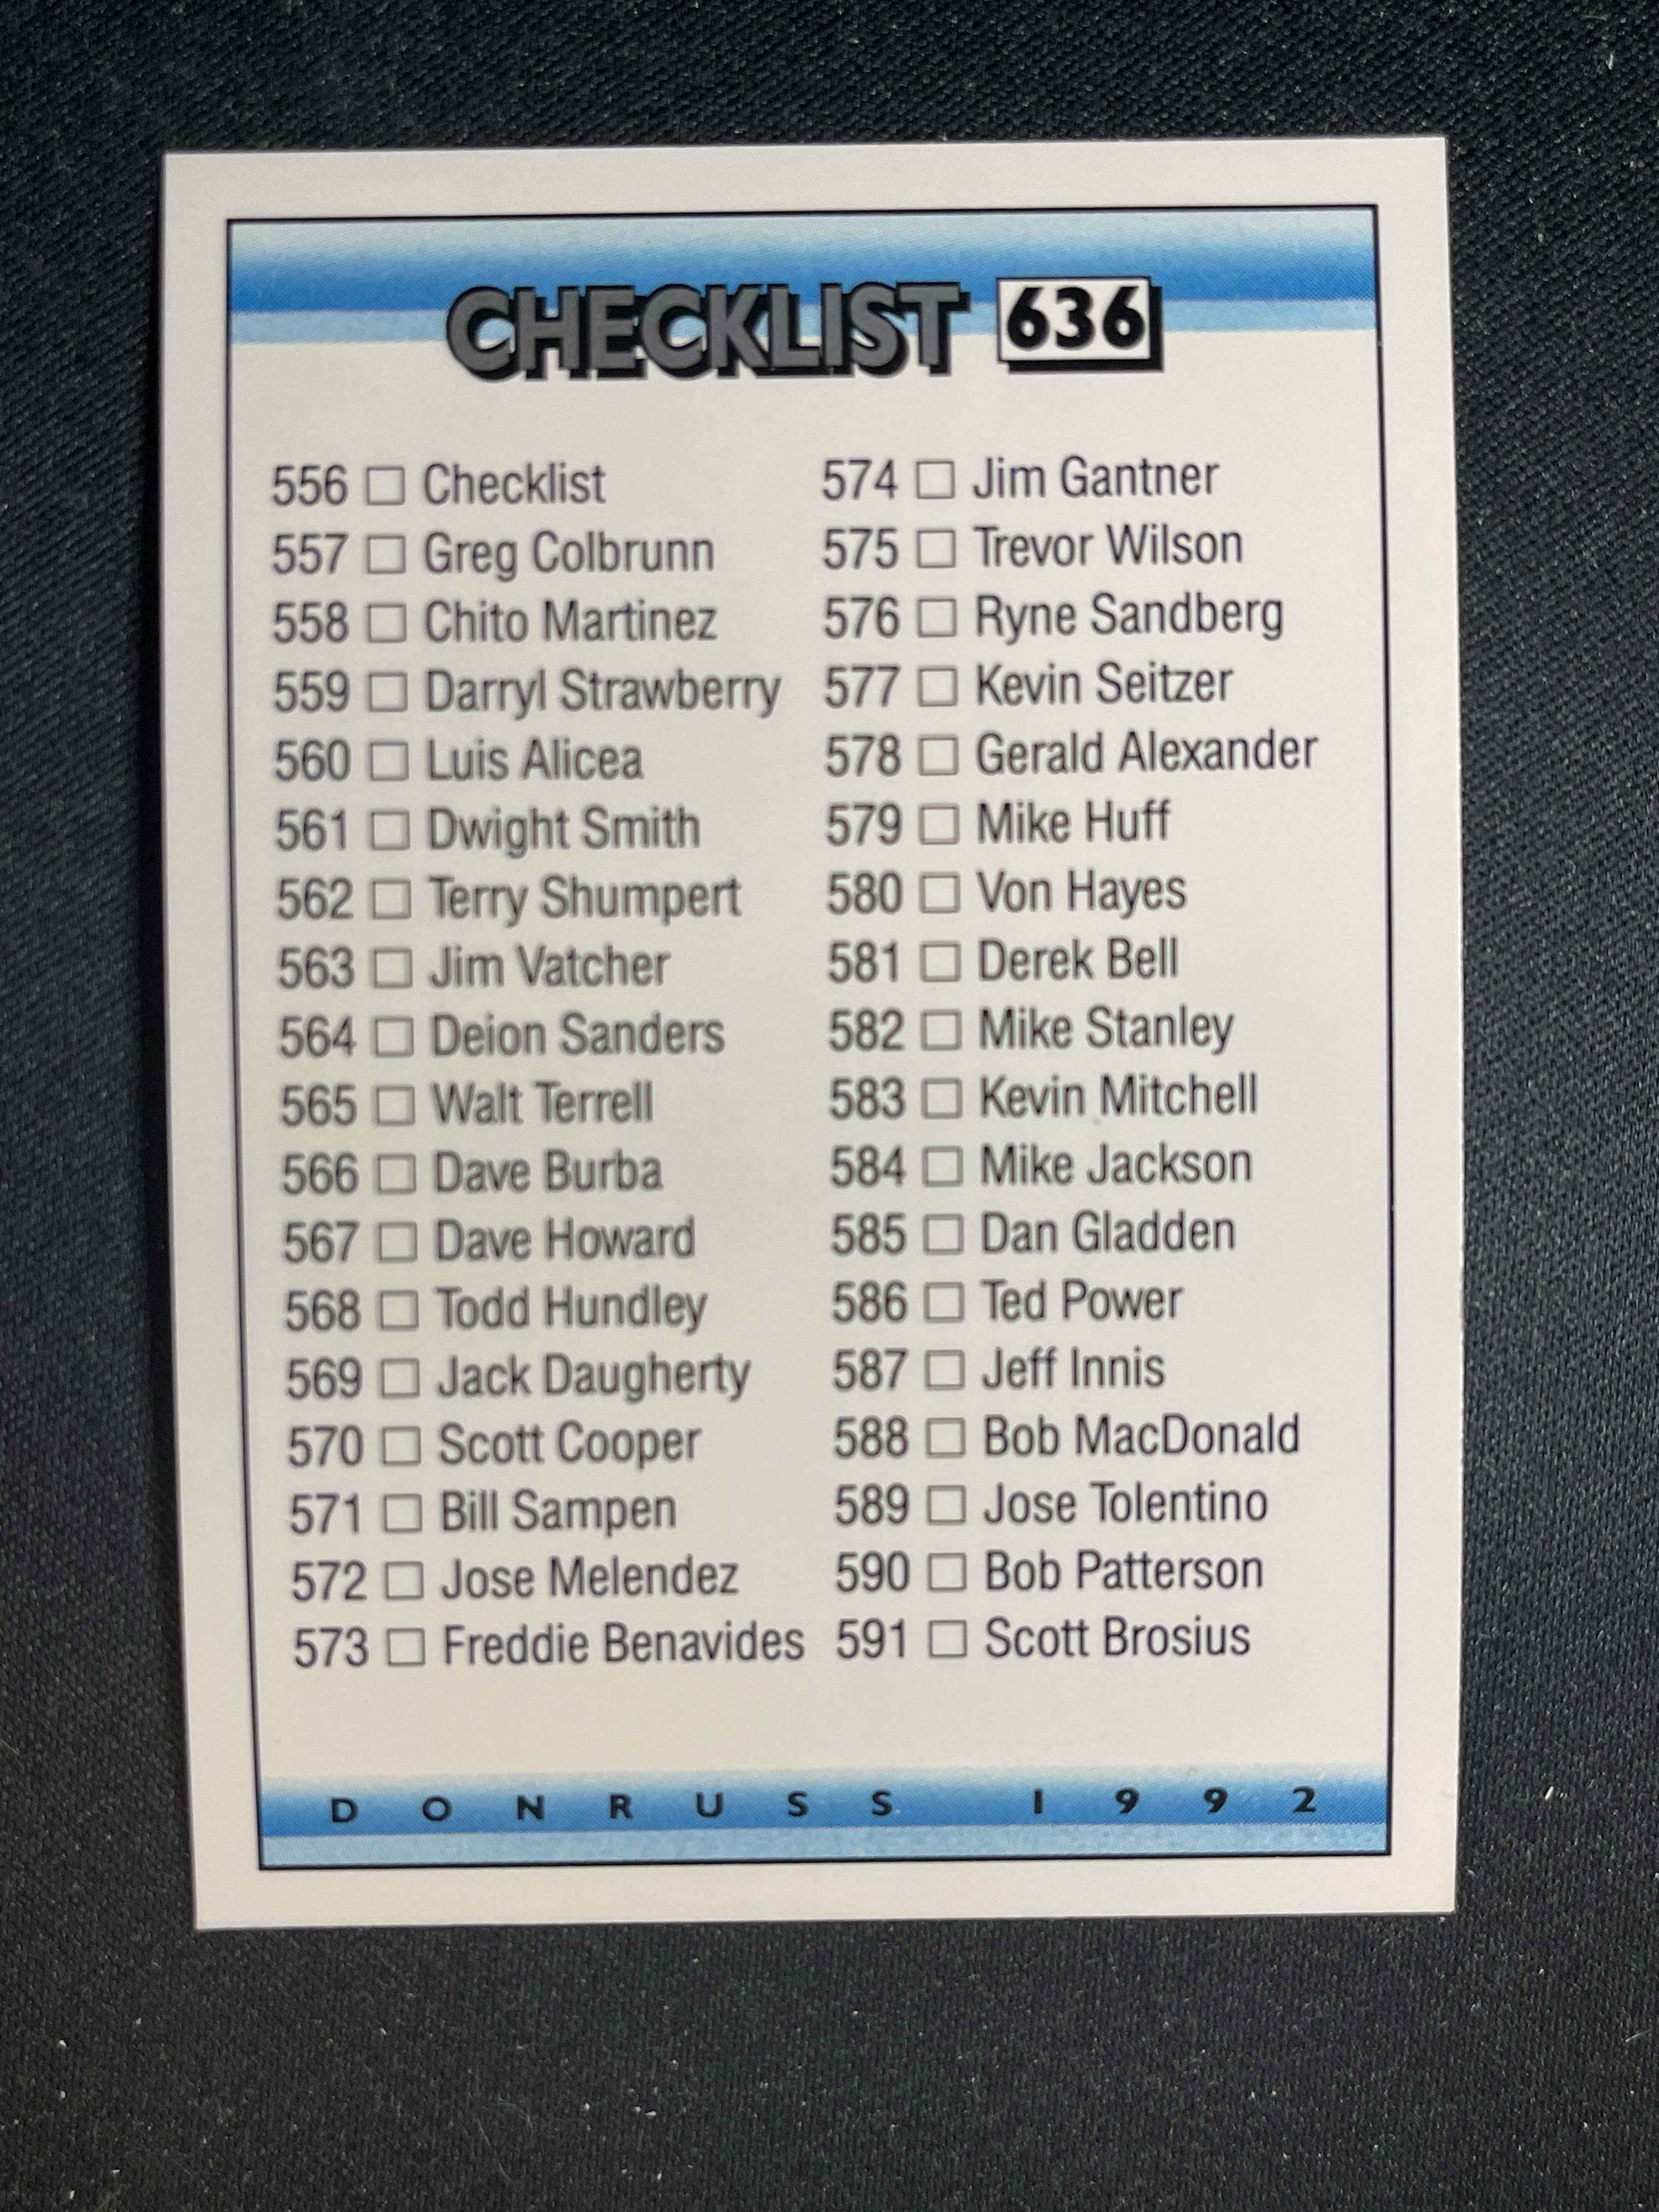 CHECKLIST 636
556 □ Checklist
557 □ Greg Colbrunn
558 □ Chito Martinez
559 □ Darryl Strawberry
560 □ Luis Alicea
561 □ Dwight Smith
562 □ Terry Shumpert
563 □ Jim Vatcher
564 □ Deion Sanders
565 □ Walt Terrell
566 □ Dave Burba
567 □ Dave Howard
568 □ Todd Hundley
569 □ Jack Daugherty
570 □ Scott Cooper
571 □ Bill Sampen
572 □ Jose Melendez
573 □ Freddie Benavides
574 □ Jim Gantner
575 □ Trevor Wilson
576 □ Ryne Sandberg
577 □ Kevin Seitzer
578 □ Gerald Alexander
579 □ Mike Huff
580 □ Von Hayes
581 □ Derek Bell
582 □ Mike Stanley
583 □ Kevin Mitchell
584 □ Mike Jackson
585 □ Dan Gladden
586 □ Ted Power
587 □ Jeff Innis
588 □ Bob MacDonald
589 □ Jose Tolentino
590 □ Bob Patterson
591 □ Scott Brosius
DONRUSS 1992